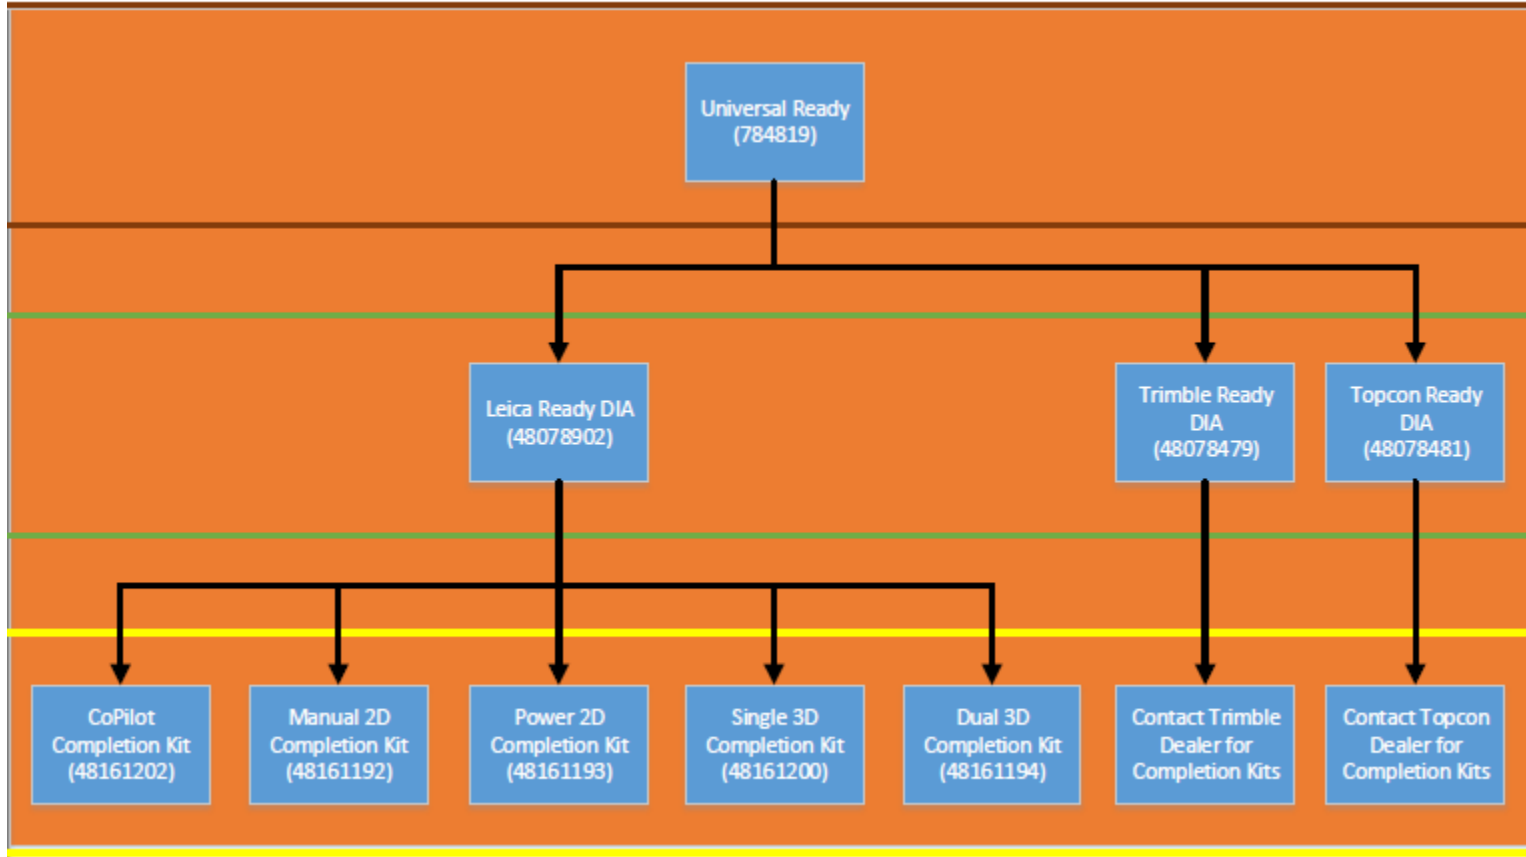 Universal Ready
(784819)
Leica Ready DIA
(48078902)
Trimble Ready
DIA
(48078479)
Topcon Ready
DIA
(48078481)
CoPilot
Completion Kit
(48161202)
Manual 2D
Completion Kit
(48161192)
Power 2D
Completion Kit
(48161193)
Single 3D
Completion Kit
(48161200)
Dual 3D
Completion Kit
(48161194)
Contact Trimble
Dealer for
Completion Kits
Contact Topcon
Dealer for
Completion Kits